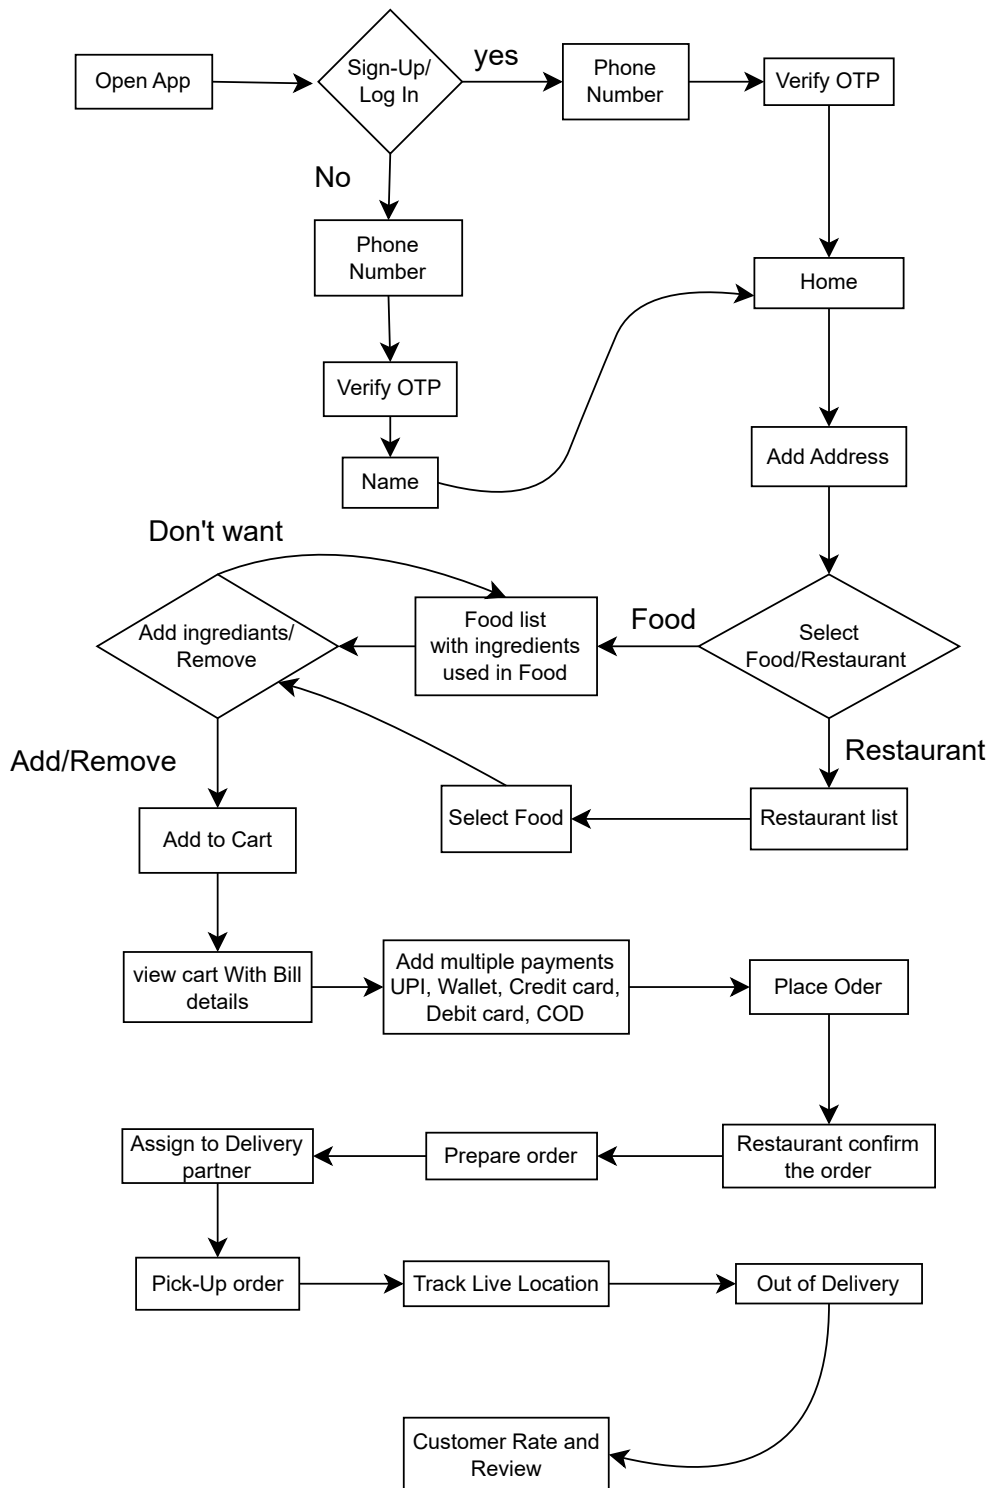 Open App
Sign-Up/
Log In
yes
Phone
Number
Verify OTP
No
Phone
Number
Home
Verify OTP
Name
Add Address
Don't want
Add ingrediants/
Remove
Food list
with ingredients
used in Food
Food
Select
Food/Restaurant
Add/Remove
Restaurant
Add to Cart
Select Food
Restaurant list
view cart With Bill
details
Add multiple payments
UPI, Wallet, Credit card,
Debit card, COD
Place Oder
Assign to Delivery
partner
Prepare order
Restaurant confirm
the order
Pick-Up order
Track Live Location
Out of Delivery
Customer Rate and
Review